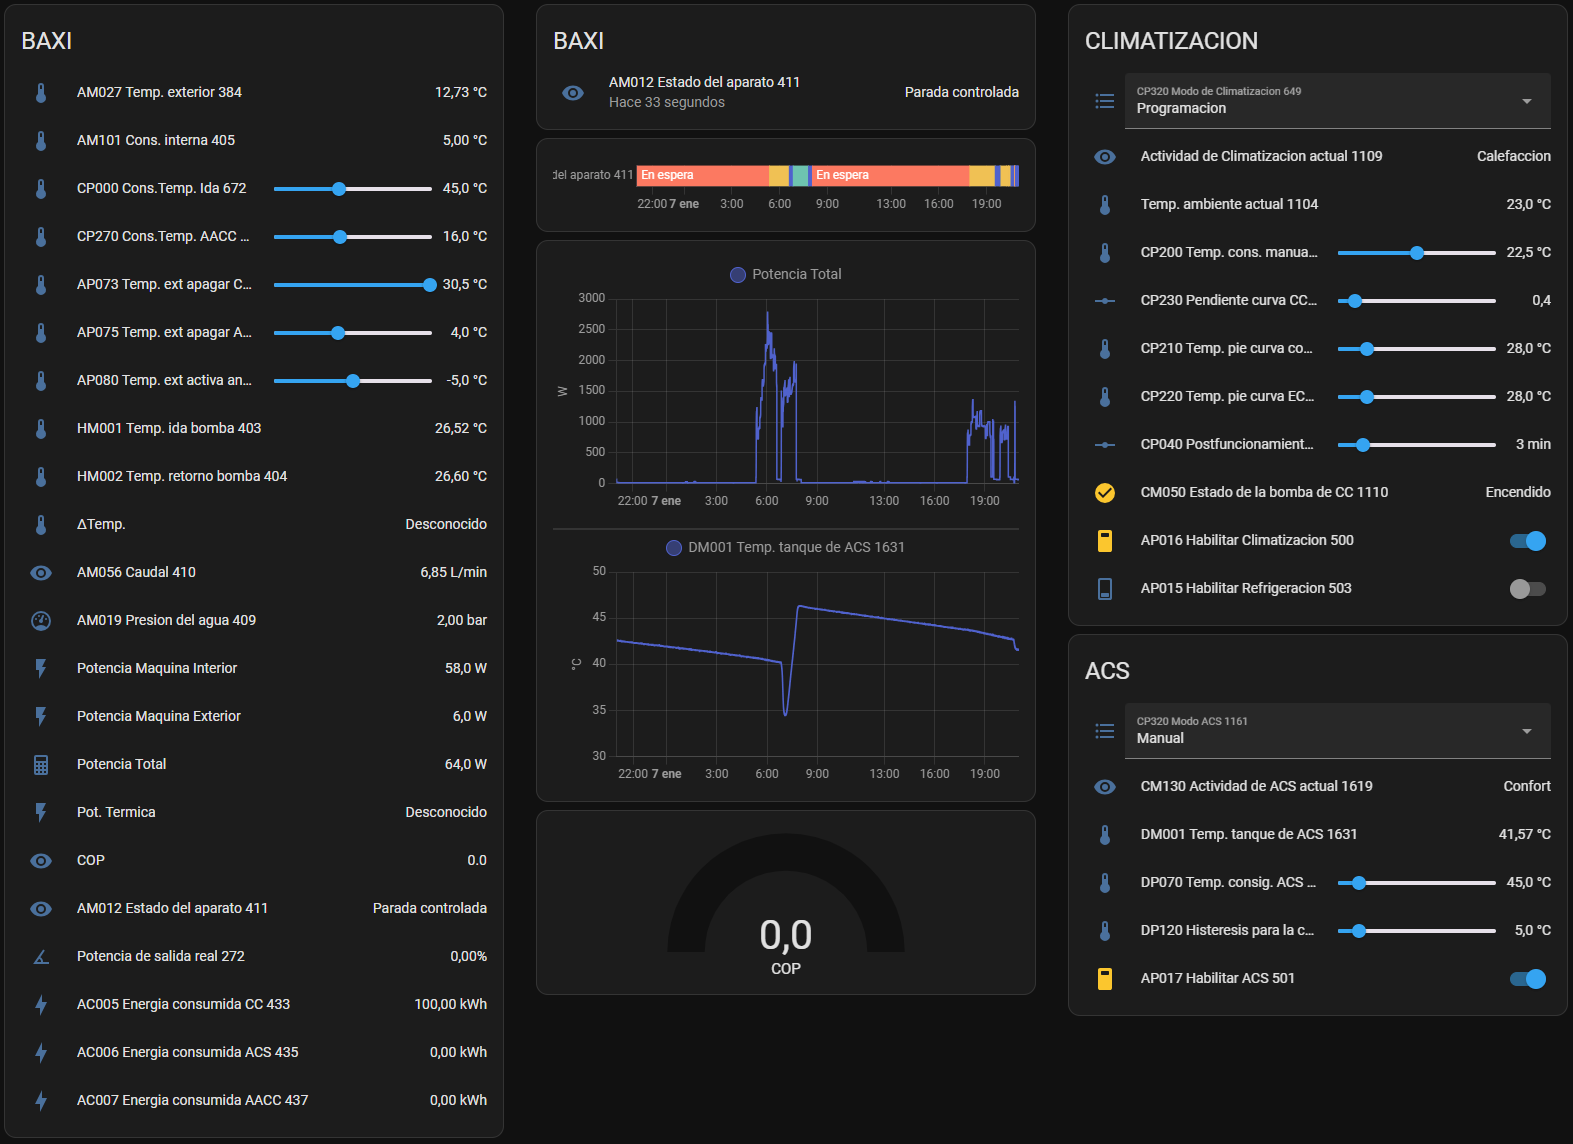 BAXI
AM027 Temp. exterior 384 12,73 °C
AM101 Cons. interna 405 5,00 °C
CP000 Cons.Temp. Ida 672 45,0 °C
CP270 Cons.Temp. AACC ... 16,0 °C
AP073 Temp. ext apagar C... 30,5 °C
AP075 Temp. ext apagar A... 4,0 °C
AP080 Temp. ext activa an... -5,0 °C
HM001 Temp. ida bomba 403 26,52 °C
HM002 Temp. retorno bomba 404 26,60 °C
ΔTemp. Desconocido
AM056 Caudal 410 6,85 L/min
AM019 Presion del agua 409 2,00 bar
Potencia Maquina Interior 58,0 W
Potencia Maquina Exterior 6,0 W
Potencia Total 64,0 W
Pot. Termica Desconocido
COP 0.0
AM012 Estado del aparato 411 Parada controlada
Potencia de salida real 272 0,00%
AC005 Energia consumida CC 433 100,00 kWh
AC006 Energia consumida ACS 435 0,00 kWh
AC007 Energia consumida AACC 437 0,00 kWh
BAXI
AM012 Estado del aparato 411 Parada controlada
Hace 33 segundos
del aparato 411 En espera En espera
22:00 7 ene 3:00 6:00 9:00 13:00 16:00 19:00
Potencia Total
3000
2500
2000
W
1500
1000
500
0
22:00 7 ene 3:00 6:00 9:00 13:00 16:00 19:00
DM001 Temp. tanque de ACS 1631
50
45
°C
40
35
30
22:00 7 ene 3:00 6:00 9:00 13:00 16:00 19:00
0,0
COP
CLIMATIZACION
CP320 Modo de Climatizacion 649
Programacion
Actividad de Climatizacion actual 1109 Calefaccion
Temp. ambiente actual 1104 23,0 °C
CP200 Temp. cons. manua... 22,5 °C
CP230 Pendiente curva CC... 0,4
CP210 Temp. pie curva co... 28,0 °C
CP220 Temp. pie curva EC... 28,0 °C
CP040 Postfuncionamient... 3 min
CM050 Estado de la bomba de CC 1110 Encendido
AP016 Habilitar Climatizacion 500
AP015 Habilitar Refrigeracion 503
ACS
CP320 Modo ACS 1161
Manual
CM130 Actividad de ACS actual 1619 Confort
DM001 Temp. tanque de ACS 1631 41,57 °C
DP070 Temp. consig. ACS ... 45,0 °C
DP120 Histeresis para la c... 5,0 °C
AP017 Habilitar ACS 501